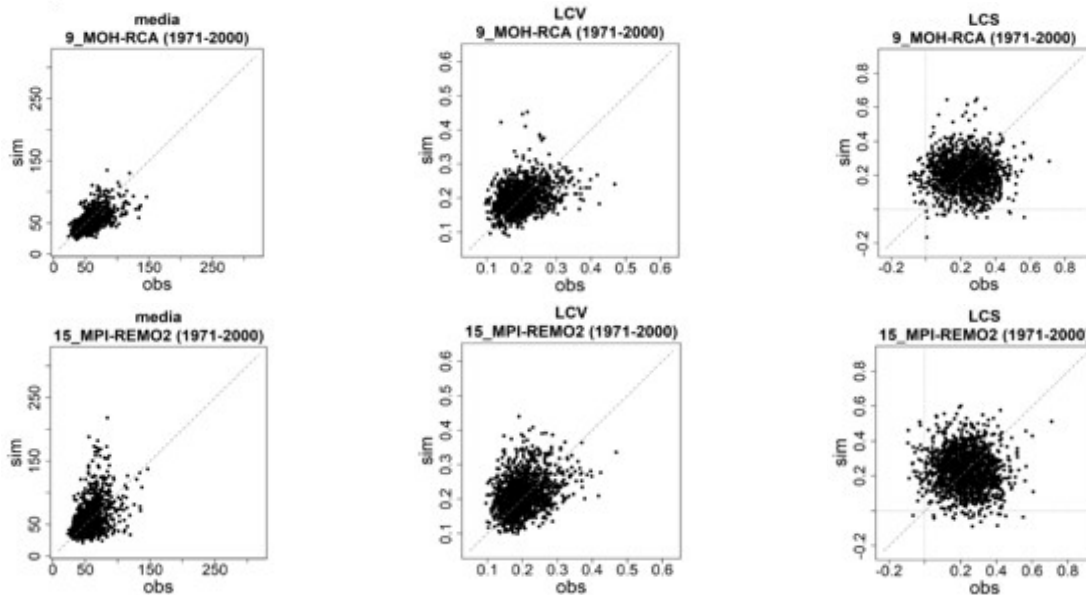 media
9_MOH-RCA (1971-2000)
sim
0 50 150 250
0 50 150 250
obs
LCV
9_MOH-RCA (1971-2000)
sim
0.1 0.2 0.3 0.4 0.5 0.6
0.1 0.2 0.3 0.4 0.5 0.6
obs
LCS
9_MOH-RCA (1971-2000)
sim
-0.2 0.2 0.4 0.6 0.8
-0.2 0.2 0.4 0.6 0.8
obs
media
15_MPI-REMO2 (1971-2000)
sim
0 50 150 250
0 50 150 250
obs
LCV
15_MPI-REMO2 (1971-2000)
sim
0.1 0.2 0.3 0.4 0.5 0.6
0.1 0.2 0.3 0.4 0.5 0.6
obs
LCS
15_MPI-REMO2 (1971-2000)
sim
-0.2 0.2 0.4 0.6 0.8
-0.2 0.2 0.4 0.6 0.8
obs